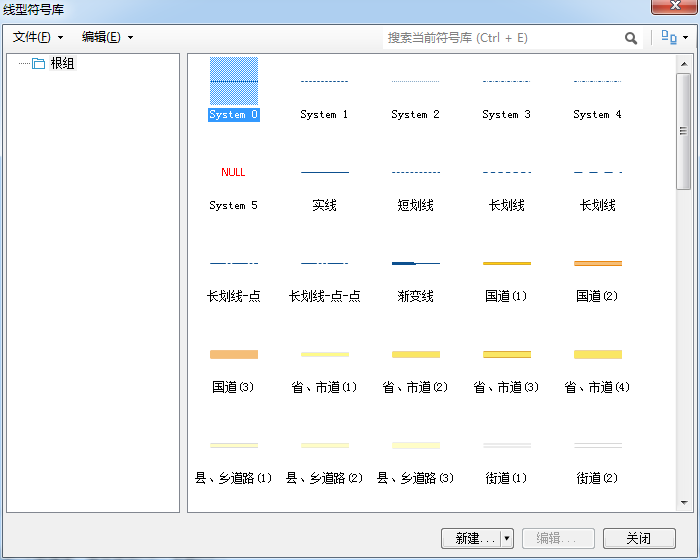 线型符号库
文件(F) 编辑(E) 搜索当前符号库 (Ctrl + E)
根组
System 0 System 1 System 2 System 3 System 4
NULL
System 5 实线 短划线 长划线 长划线
长划线-点 长划线-点-点 渐变线 国道(1) 国道(2)
国道(3) 省、市道(1) 省、市道(2) 省、市道(3) 省、市道(4)
县、乡道路(1) 县、乡道路(2) 县、乡道路(3) 街道(1) 街道(2)
新建... 编辑... 关闭